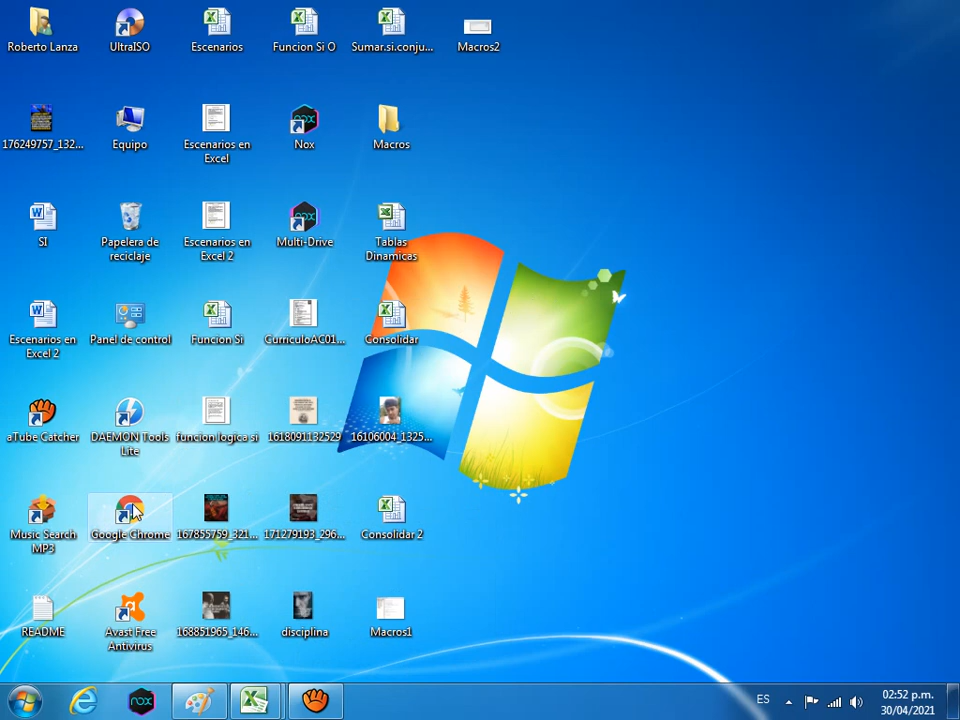 Roberto Lanza
UltraISO
Escenarios
Funcion Si O
Sumar.si.conju...
Macros2
176249757_132...
Equipo
Escenarios en
Excel
Nox
Macros
SI
Papelera de
reciclaje
Escenarios en
Excel 2
Multi-Drive
Tablas
Dinamicas
Escenarios en
Excel 2
Panel de control
Funcion Si
CurriculoAC01...
Consolidar
aTube Catcher
DAEMON Tools
Lite
funcion logica si
1618091132529
16106004_1325...
Music Search
MP3
Google Chrome
167855759_321...
171279193_296...
Consolidar 2
README
Avast Free
Antivirus
168851965_146...
disciplina
Macros1
ES
02:52 p.m.
30/04/2021